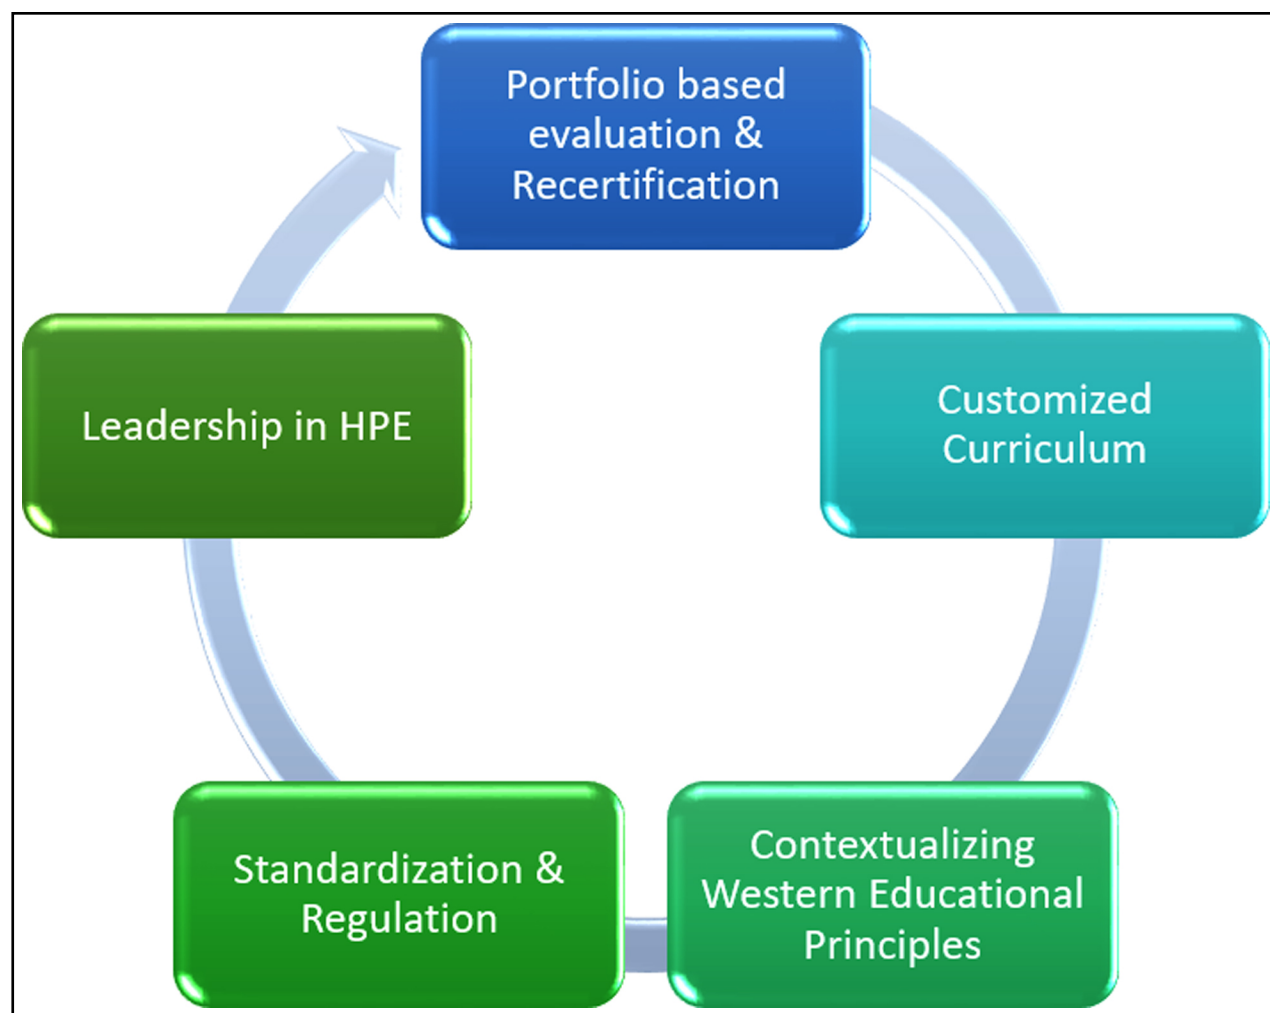 Portfolio based
evaluation &
Recertification
Customized
Curriculum
Contextualizing
Western Educational
Principles
Standardization &
Regulation
Leadership in HPE